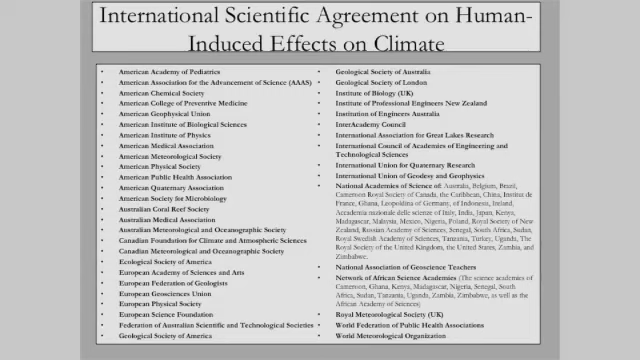 International Scientific Agreement on Human-
Induced Effects on Climate
• American Academy of Pediatrics
• American Association for the Advancement of Science (AAAS)
• American Chemical Society
• American College of Preventive Medicine
• American Geophysical Union
• American Institute of Biological Sciences
• American Institute of Physics
• American Medical Association
• American Meteorological Society
• American Physical Society
• American Public Health Association
• American Quaternary Association
• American Society for Microbiology
• Australian Coral Reef Society
• Australian Medical Association
• Australian Meteorological and Oceanographic Society
• Canadian Foundation for Climate and Atmospheric Sciences
• Canadian Meteorological and Oceanographic Society
• Ecological Society of America
• European Academy of Sciences and Arts
• European Federation of Geologists
• European Geosciences Union
• European Physical Society
• European Science Foundation
• Federation of Australian Scientific and Technological Societies
• Geological Society of America
• Geological Society of Australia
• Geological Society of London
• Institute of Biology (UK)
• Institute of Professional Engineers New Zealand
• Institution of Engineers Australia
• InterAcademy Council
• International Association for Great Lakes Research
• International Council of Academies of Engineering and
Technological Sciences
• International Union for Quaternary Research
• International Union of Geodesy and Geophysics
• National Academies of Science of: Australia, Belgium, Brazil,
Cameroon Royal Society of Canada, the Caribbean, China, Institut de
France, Ghana, Leopoldina of Germany, of Indonesia, Ireland,
Accademia nazionale delle scienze of Italy, India, Japan, Kenya,
Madagascar, Malaysia, Mexico, Nigeria, Poland, Royal Society of New
Zealand, Russian Academy of Sciences, Senegal, South Africa, Sudan,
Royal Swedish Academy of Sciences, Tanzania, Turkey, Uganda, The
Royal Society of the United Kingdom, the United States, Zambia, and
Zimbabwe.
• National Association of Geoscience Teachers
• Network of African Science Academies (The science academies of
Cameroon, Ghana, Kenya, Madagascar, Nigeria, Senegal, South
Africa, Sudan, Tanzania, Uganda, Zambia, Zimbabwe, as well as the
African Academy of Sciences)
• Royal Meteorological Society (UK)
• World Federation of Public Health Associations
• World Meteorological Organization